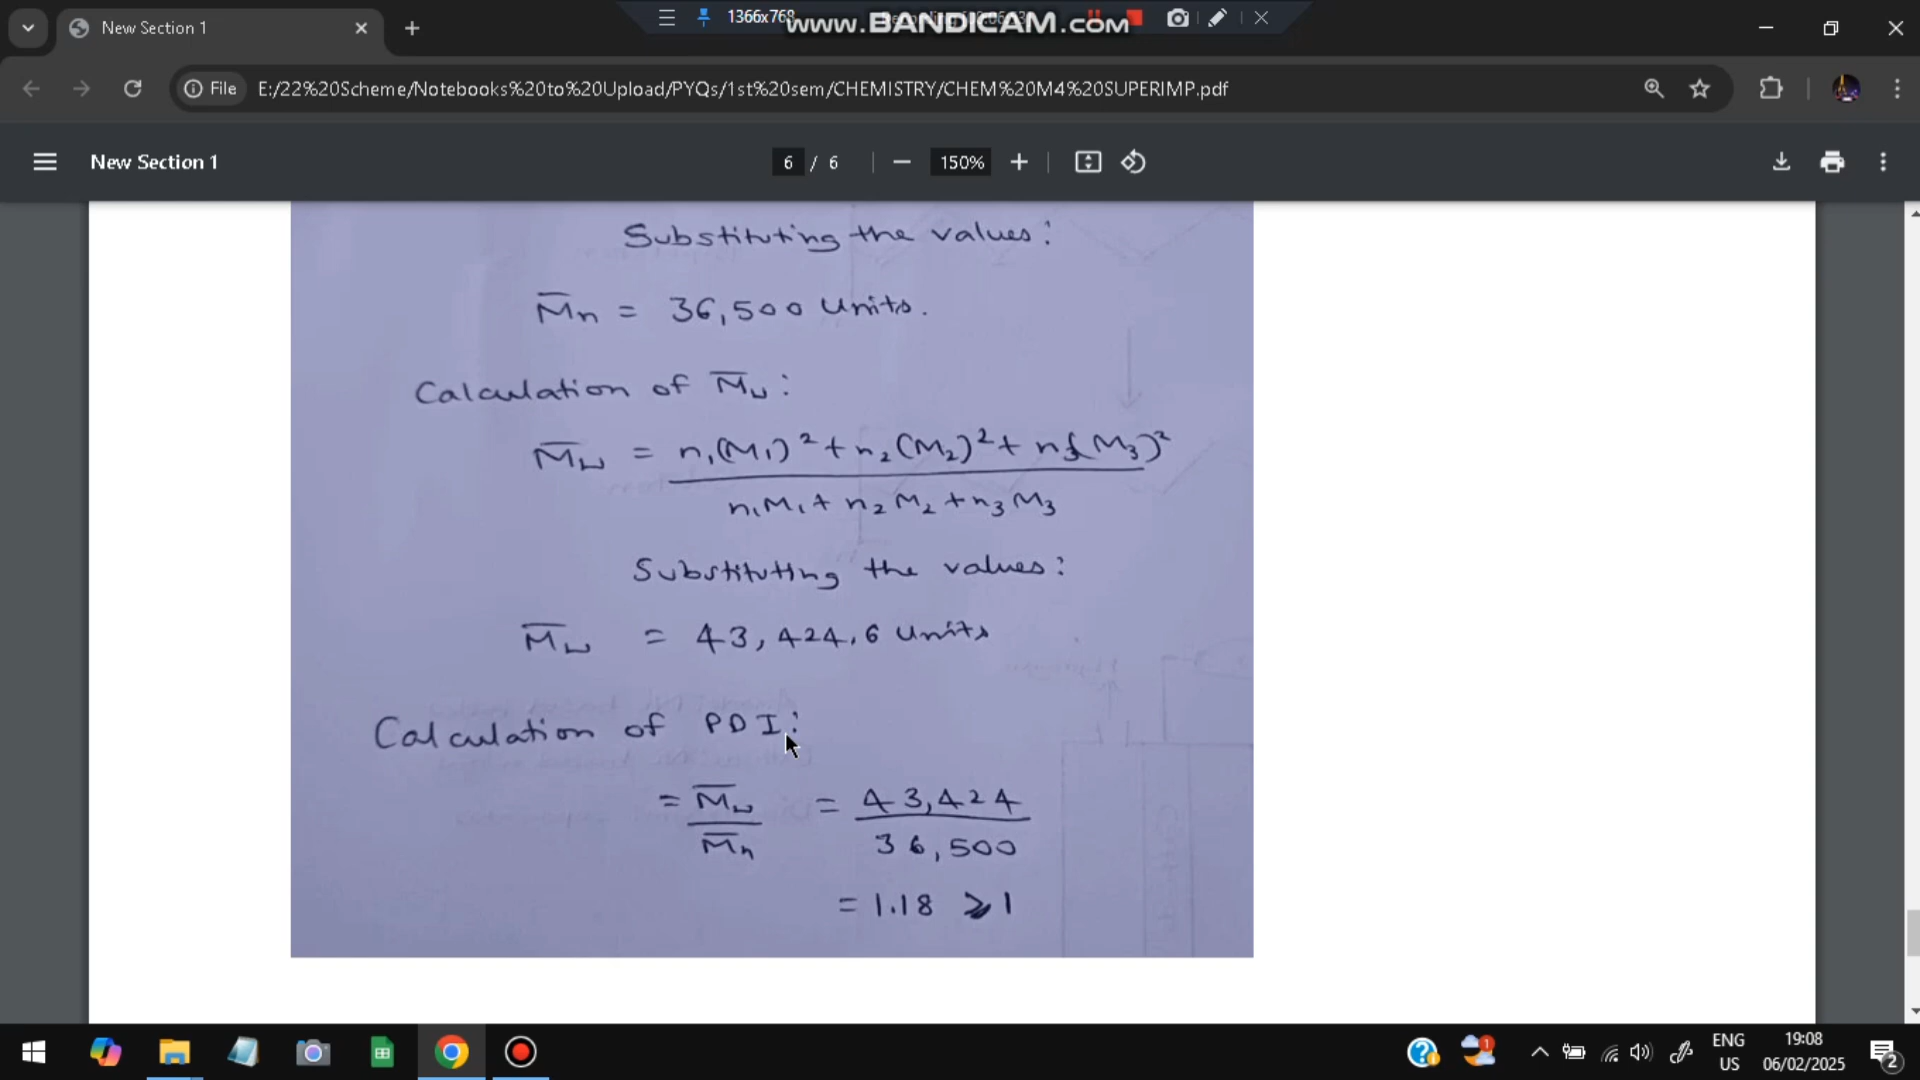 New Section 1
1366x768
www.BANDICAM.com
File
E:/22%20Scheme/Notebooks%20to%20Upload/PYQs/1st%20sem/CHEMISTRY/CHEM%20M4%20SUPERIMP.pdf
New Section 1
6 / 6
150%
Substituting the values:
M̅n = 36,500 Units.
Calculation of M̅w:
M̅w = n₁(M₁)² + n₂(M₂)² + n₃(M₃)²
n₁M₁ + n₂M₂ + n₃M₃
Substituting the values:
M̅w = 43,424.6 Units
Calculation of PDI:
= M̅w = 43,424
M̅n 36,500
= 1.18 ⩾ 1
ENG
US
19:08
06/02/2025
2